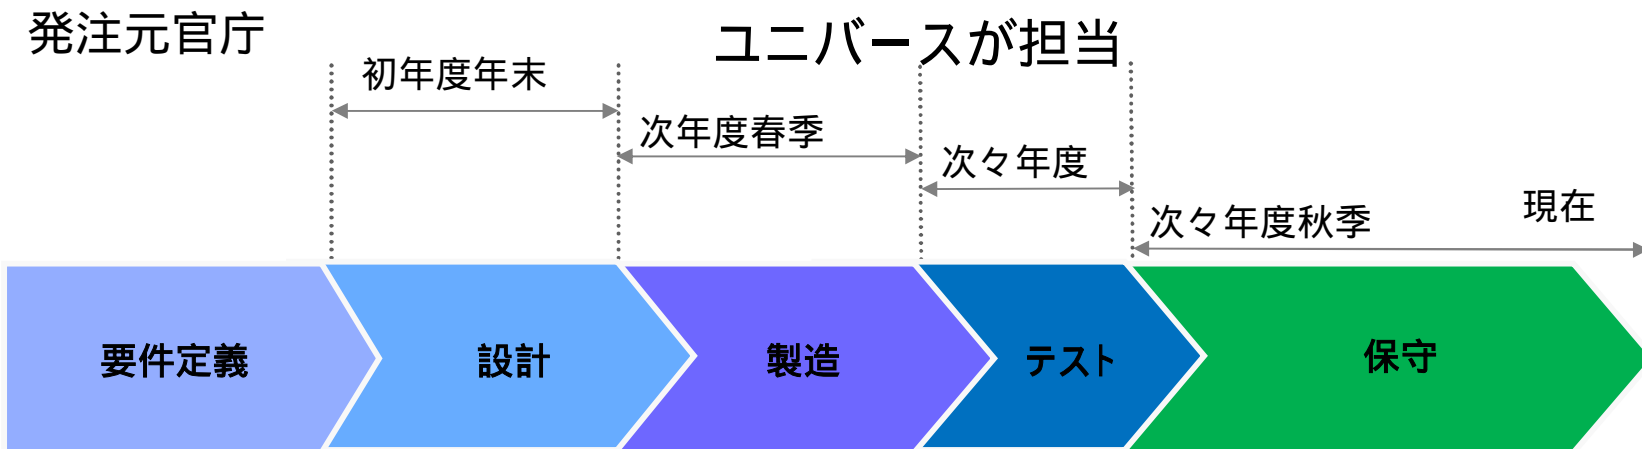 発注元官庁
ユニバースが担当
初年度年末
次年度春季
次々年度
次々年度秋季
現在
要件定義
設計
製造
テスト
保守